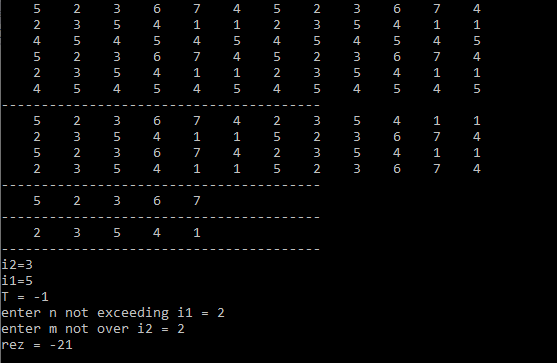 5 2 3 6 7 4 5 2 3 6 7 4
2 3 5 4 1 1 2 3 5 4 1 1
4 5 4 5 4 5 4 5 4 5 4 5
5 2 3 6 7 4 5 2 3 6 7 4
2 3 5 4 1 1 2 3 5 4 1 1
4 5 4 5 4 5 4 5 4 5 4 5
----------------------------------------
5 2 3 6 7 4 2 3 5 4 1 1
2 3 5 4 1 1 5 2 3 6 7 4
5 2 3 6 7 4 2 3 5 4 1 1
2 3 5 4 1 1 5 2 3 6 7 4
----------------------------------------
5 2 3 6 7
----------------------------------------
2 3 5 4 1
----------------------------------------
i2=3
i1=5
T = -1
enter n not exceeding i1 = 2
enter m not over i2 = 2
rez = -21